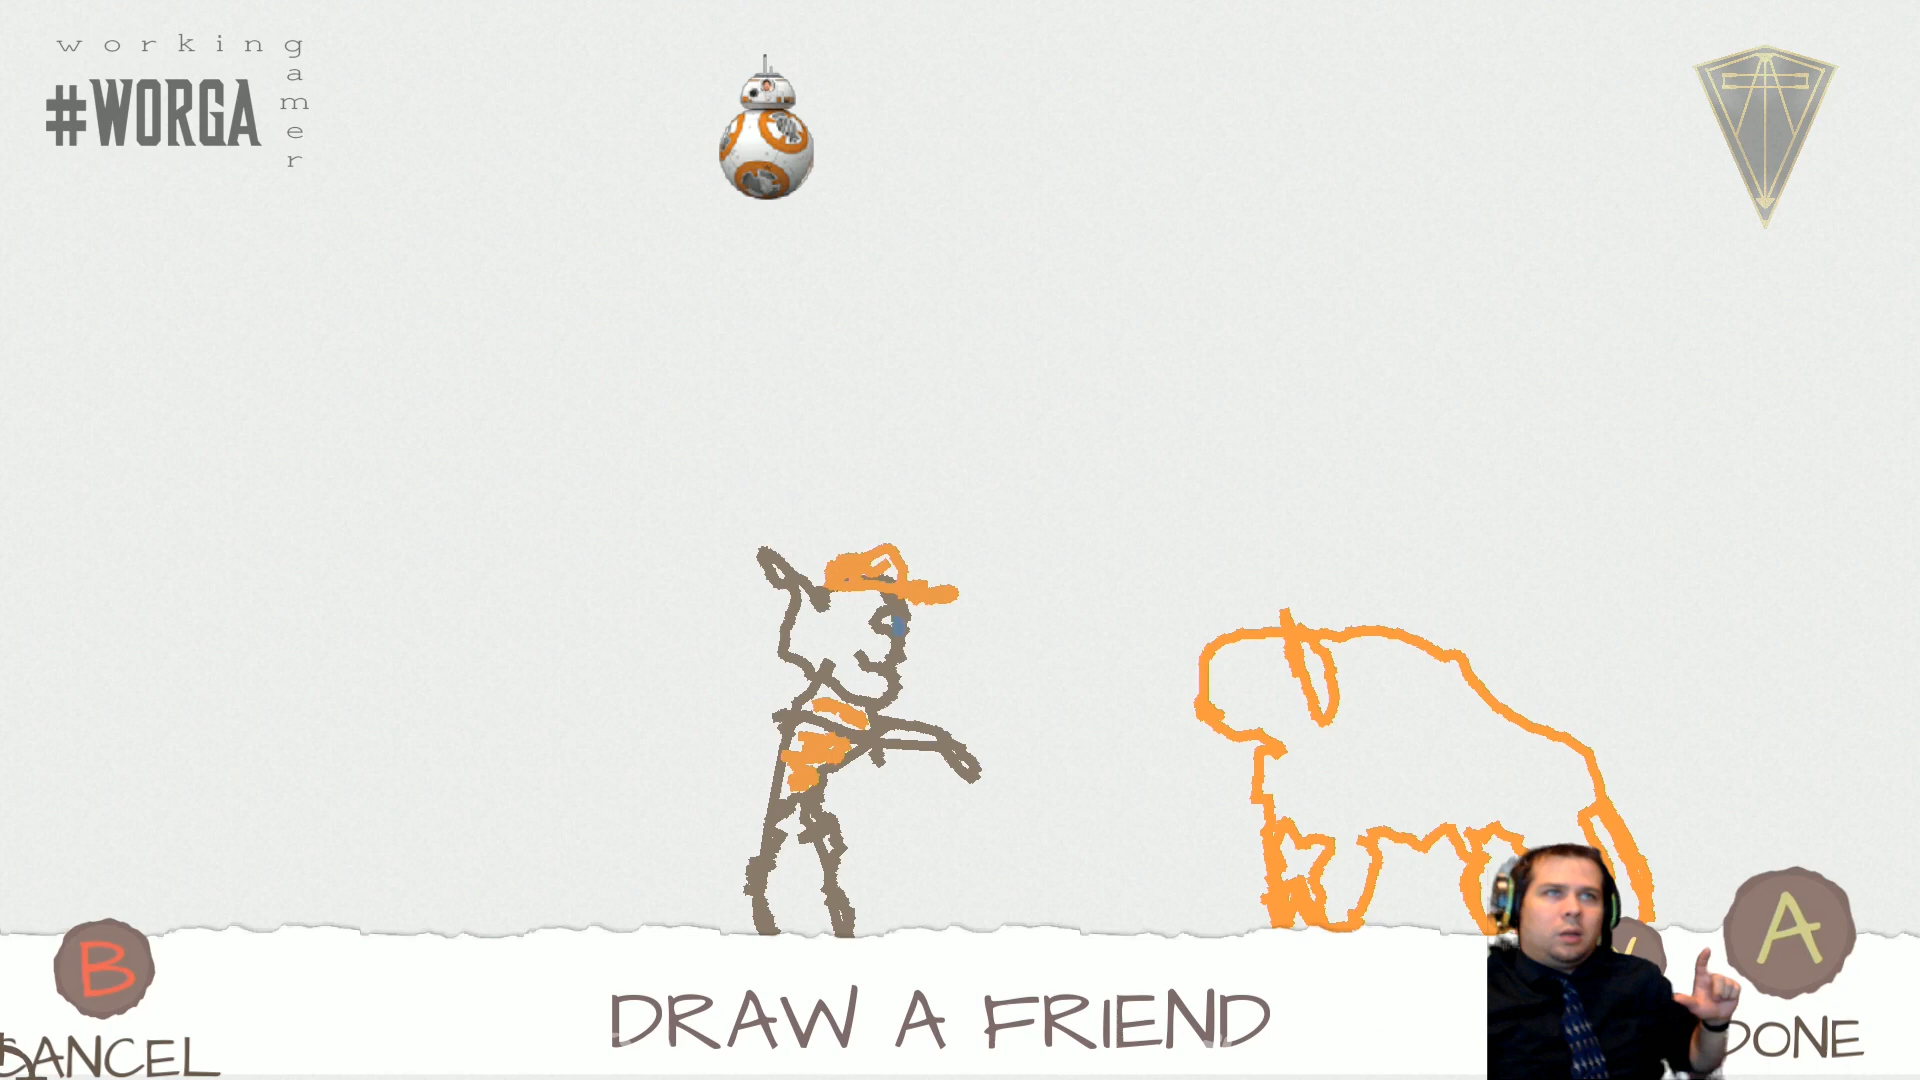 working
gamer
#WORGA
B
CANCEL
DRAW A FRIEND
A
DONE